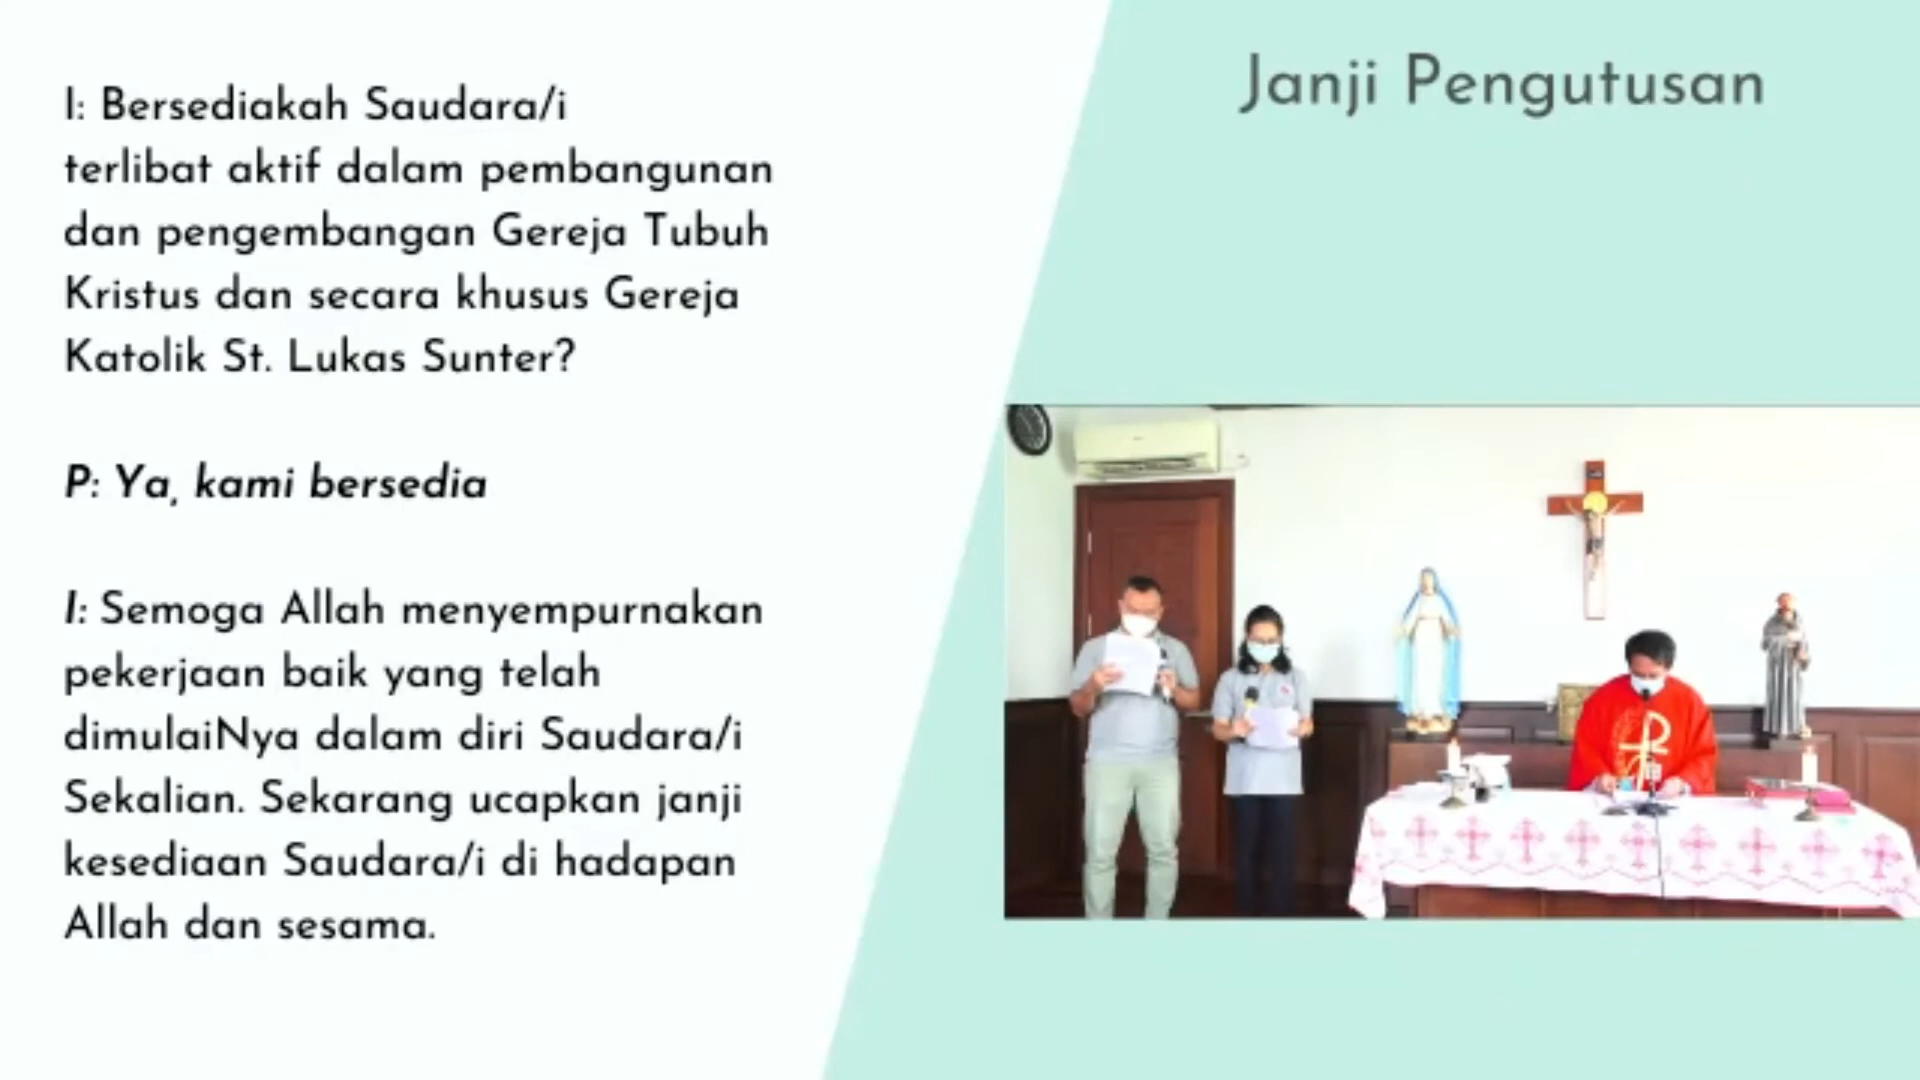 Janji Pengutusan
I: Bersediakah Saudara/i
terlibat aktif dalam pembangunan
dan pengembangan Gereja Tubuh
Kristus dan secara khusus Gereja
Katolik St. Lukas Sunter?
P: Ya, kami bersedia
I: Semoga Allah menyempurnakan
pekerjaan baik yang telah
dimulaiNya dalam diri Saudara/i
Sekalian. Sekarang ucapkan janji
kesediaan Saudara/i di hadapan
Allah dan sesama.